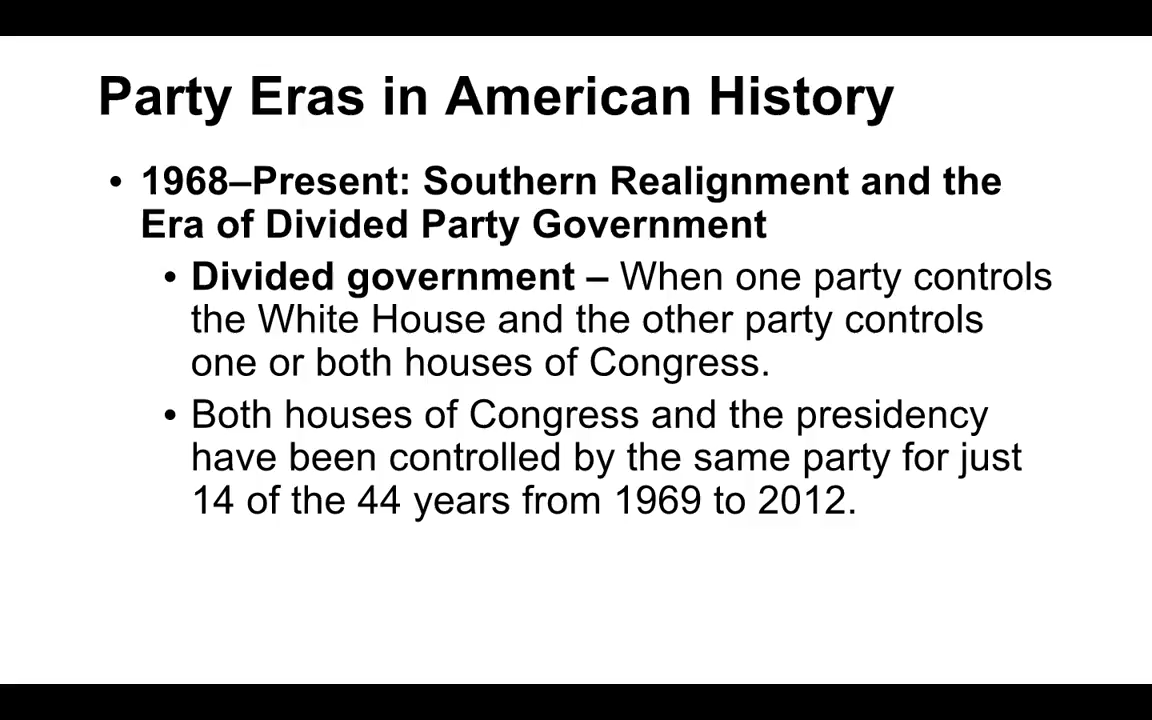 Party Eras in American History
• 1968–Present: Southern Realignment and the
Era of Divided Party Government
• Divided government – When one party controls
the White House and the other party controls
one or both houses of Congress.
• Both houses of Congress and the presidency
have been controlled by the same party for just
14 of the 44 years from 1969 to 2012.